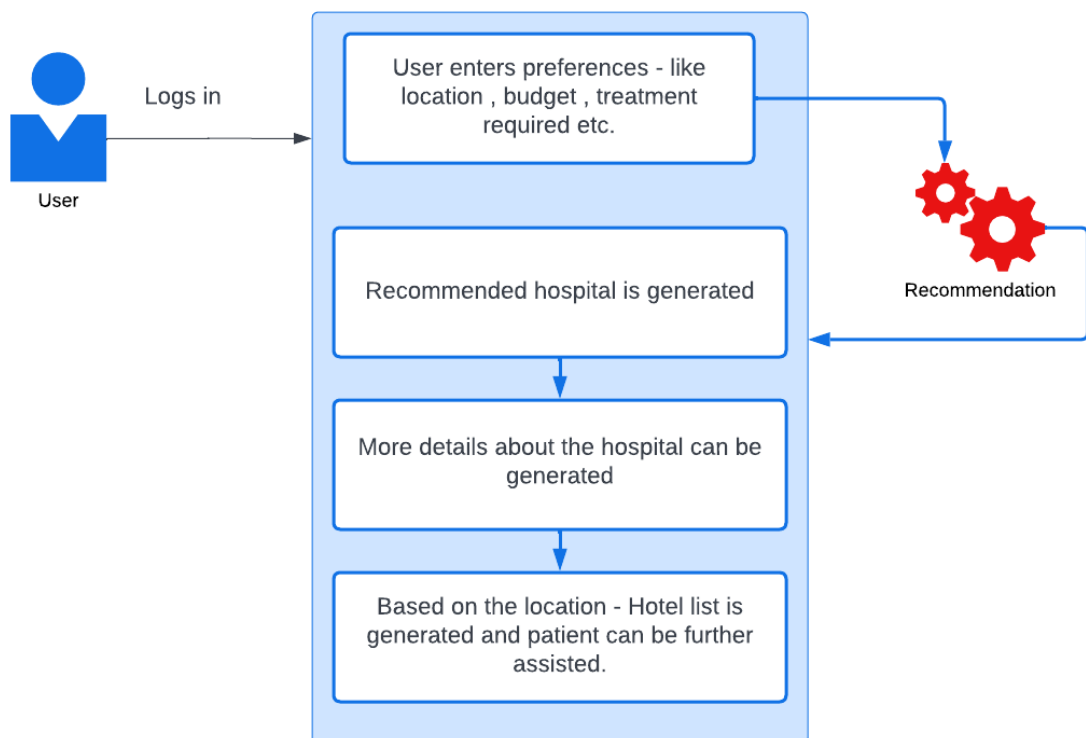 User enters preferences - like
location , budget , treatment
required etc.
Logs in
User
Recommended hospital is generated
Recommendation
More details about the hospital can be
generated
Based on the location - Hotel list is
generated and patient can be further
assisted.